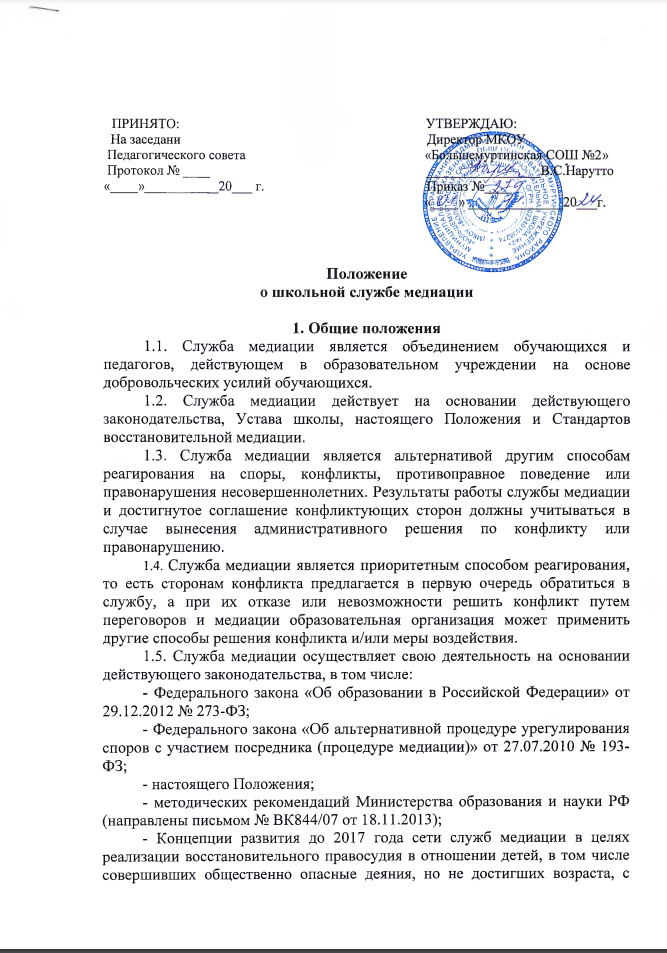 ПРИНЯТО:
На заседани
Педагогического совета
Протокол № ____
«____»___________20___ г.
УТВЕРЖДАЮ:
Директор МКОУ
«Большемуртинская СОШ №2»
В.С.Нарутто
Приказ №
20 24 г.
Положение
о школьной службе медиации
1. Общие положения
1.1. Служба медиации является объединением обучающихся и
педагогов, действующем в образовательном учреждении на основе
добровольческих усилий обучающихся.
1.2. Служба медиации действует на основании действующего
законодательства, Устава школы, настоящего Положения и Стандартов
восстановительной медиации.
1.3. Служба медиации является альтернативой другим способам
реагирования на споры, конфликты, противоправное поведение или
правонарушения несовершеннолетних. Результаты работы службы медиации
и достигнутое соглашение конфликтующих сторон должны учитываться в
случае вынесения административного решения по конфликту или
правонарушению.
1.4. Служба медиации является приоритетным способом реагирования,
то есть сторонам конфликта предлагается в первую очередь обратиться в
службу, а при их отказе или невозможности решить конфликт путем
переговоров и медиации образовательная организация может применить
другие способы решения конфликта и/или меры воздействия.
1.5. Служба медиации осуществляет свою деятельность на основании
действующего законодательства, в том числе:
- Федерального закона «Об образовании в Российской Федерации» от
29.12.2012 № 273-ФЗ;
- Федерального закона «Об альтернативной процедуре урегулирования
споров с участием посредника (процедуре медиации)» от 27.07.2010 № 193-
ФЗ;
- настоящего Положения;
- методических рекомендаций Министерства образования и науки РФ
(направлены письмом № ВК844/07 от 18.11.2013);
- Концепции развития до 2017 года сети служб медиации в целях
реализации восстановительного правосудия в отношении детей, в том числе
совершивших общественно опасные деяния, но не достигших возраста, с